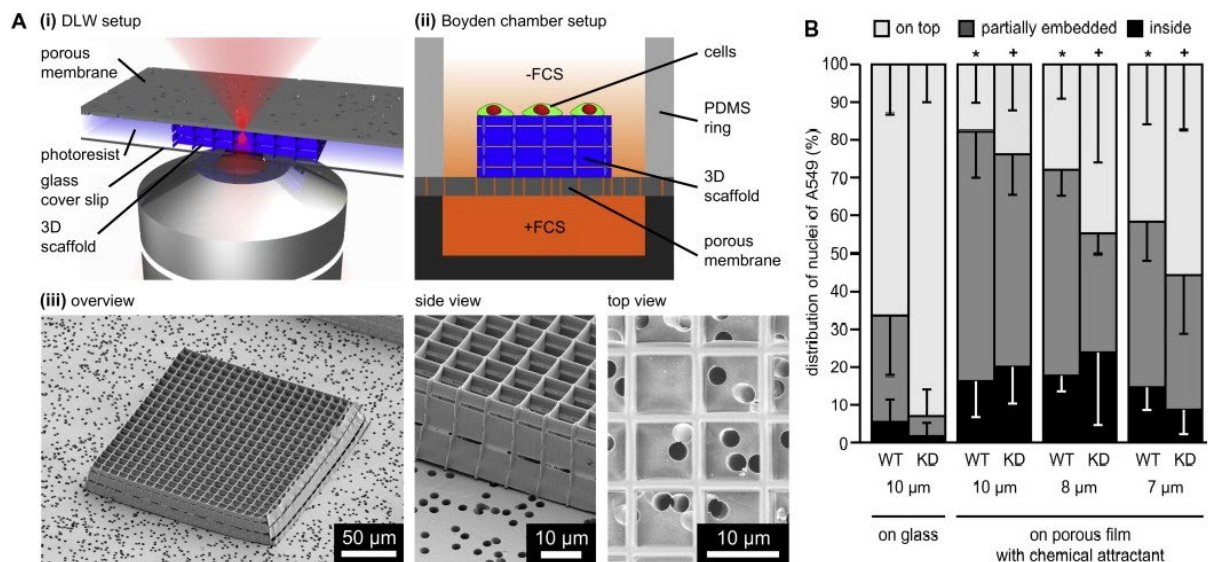 A (i) DLW setup
porous
membrane
photoresist
glass
cover slip
3D
scaffold
(ii) Boyden chamber setup
-FCS
+FCS
cells
PDMS
ring
3D
scaffold
porous
membrane
(iii) overview
50 µm
side view
10 µm
top view
10 µm
B
on top partially embedded inside
distribution of nuclei of A549 (%)
100
90
80
70
60
50
40
30
20
10
0
* + * + * +
WT KD WT KD WT KD WT KD
10 µm 10 µm 8 µm 7 µm
on glass
on porous film
with chemical attractant